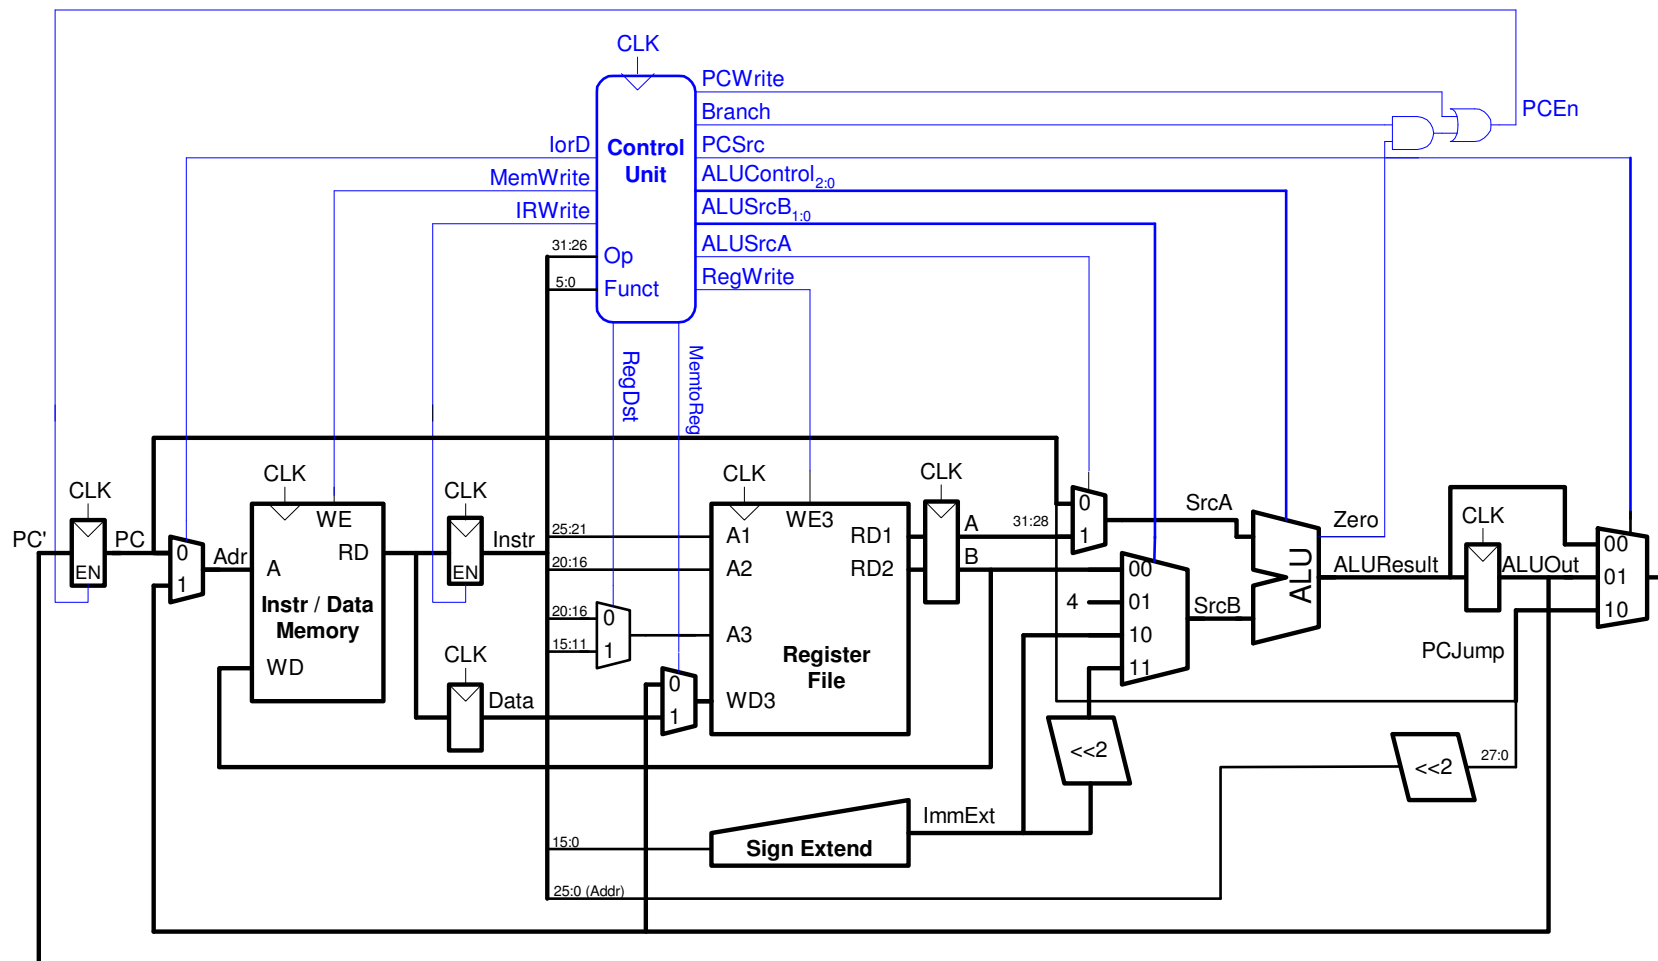 CLK
PCWrite
Branch
PCEn
IorD
Control
Unit
PCSrc
MemWrite
ALUControl2:0
IRWrite
ALUSrcB1:0
31:26
Op
ALUSrcA
5:0
Funct
RegWrite
RegDst
MemtoReg
CLK
CLK
CLK
CLK
CLK
PC'
PC
EN
0
1
Adr
WE
RD
A
Instr / Data
Memory
WD
EN
Instr
25:21
20:16
20:16
15:11
0
1
CLK
Data
A1
A2
A3
WD3
WE3
RD1
RD2
Register
File
0
1
A
B
31:28
0
1
SrcA
00
4
01
10
11
SrcB
ALU
Zero
ALUResult
CLK
ALUOut
00
01
10
PCJump
<<2
<<2
27:0
ImmExt
15:0
Sign Extend
25:0 (Addr)